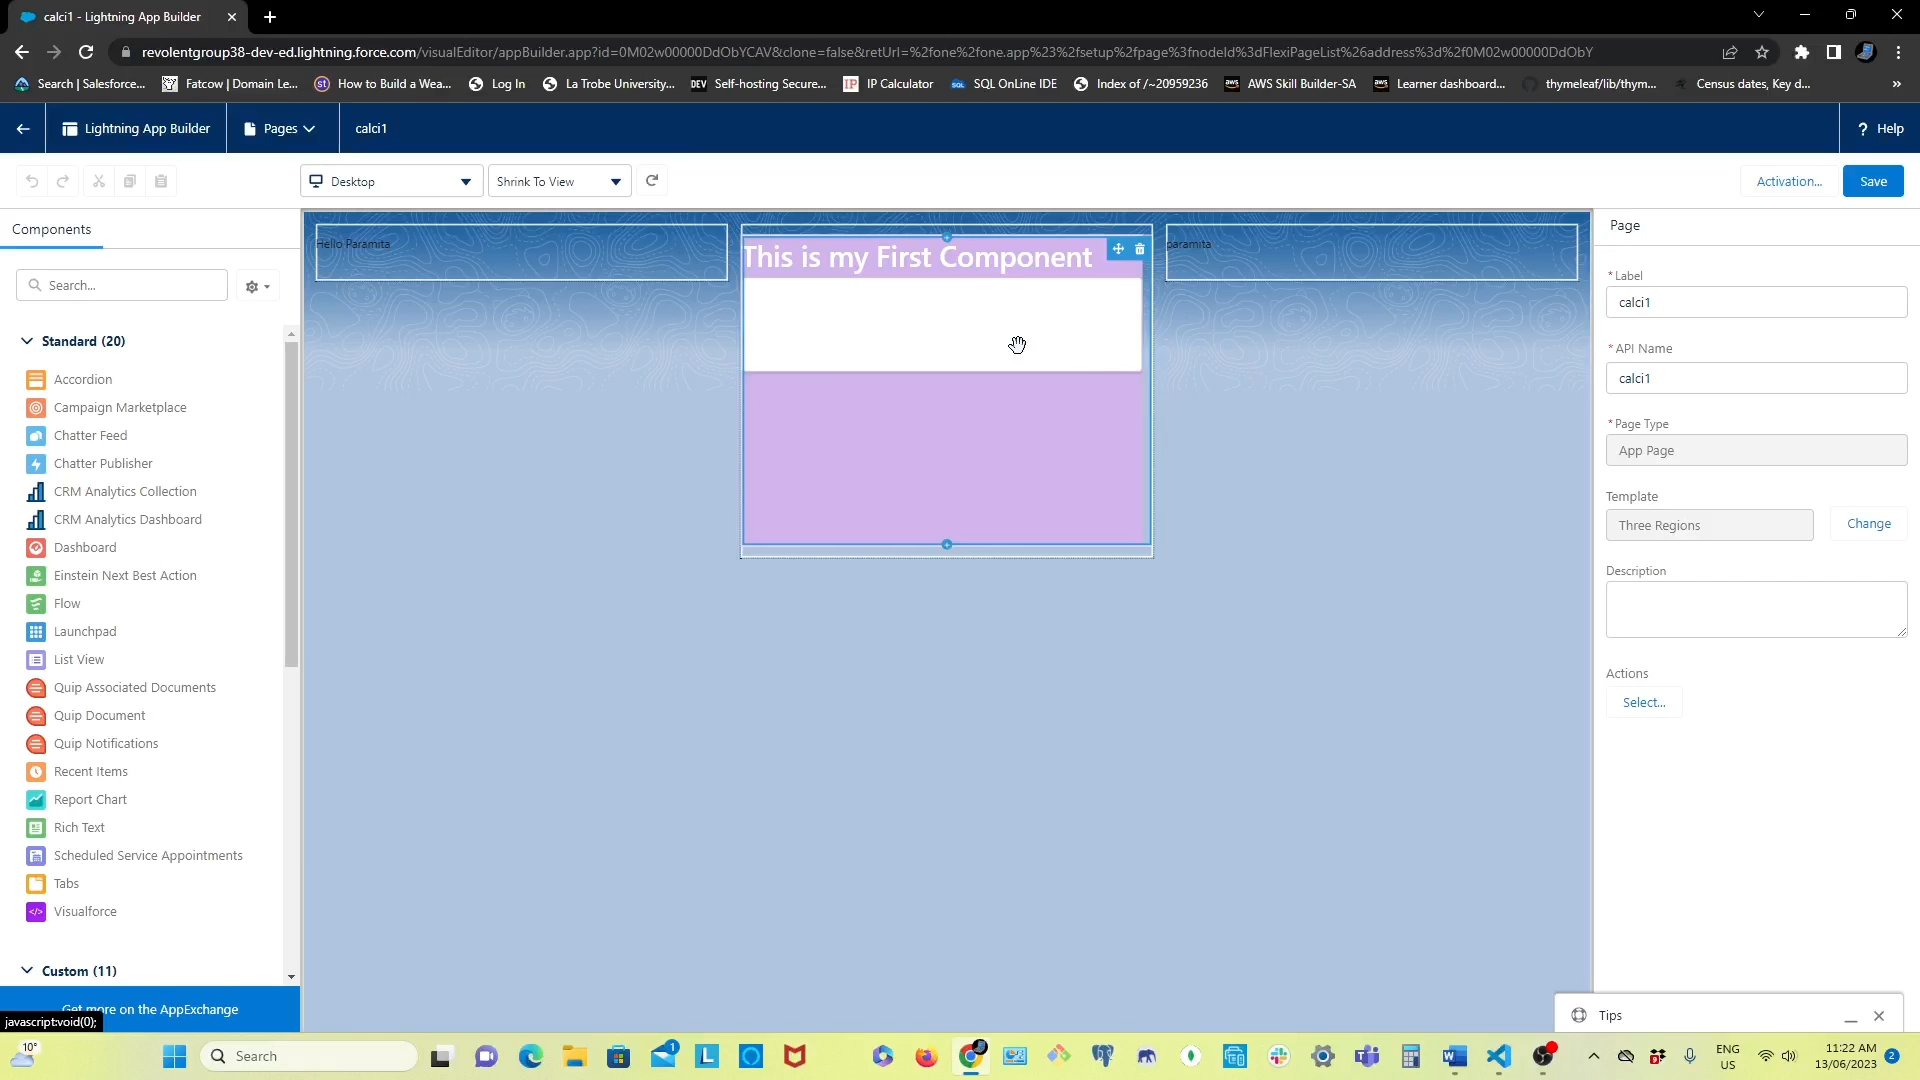 calci1 - Lightning App Builder
revolentgroup38-dev-ed.lightning.force.com/visualEditor/appBuilder.app?id=0M02w00000DdObYCAV&clone=false&retUrl=%2fone%2fone.app%23%2fsetup%2fpage%3fnodeId%3dFlexiPageList%26address%3d%2f0M02w00000DdObY
Search | Salesforce...
Fatcow | Domain Le...
st
How to Build a Wea...
Log In
La Trobe University...
DEV
Self-hosting Secure...
IP
IP Calculator
SQL OnLine IDE
Index of /~20959236
aws
AWS Skill Builder-SA
aws
Learner dashboard...
thymeleaf/lib/thym...
Census dates, Key d...
»
Lightning App Builder
Pages
calci1
? Help
Desktop
Shrink To View
Activation...
Save
Components
Search...
Standard (20)
Accordion
Campaign Marketplace
Chatter Feed
Chatter Publisher
CRM Analytics Collection
CRM Analytics Dashboard
Dashboard
Einstein Next Best Action
Flow
Launchpad
List View
Quip Associated Documents
Quip Document
Quip Notifications
Recent Items
Report Chart
Rich Text
Scheduled Service Appointments
Tabs
Visualforce
Custom (11)
Get more on the AppExchange
javascript:void(0);
Hello Paramita
This is my First Component
paramita
Page
* Label
calci1
* API Name
calci1
* Page Type
App Page
Template
Three Regions
Change
Description
Actions
Select...
Tips
10°
Search
1
L
ENG
US
11:22 AM
13/06/2023
2